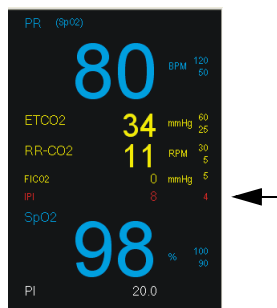 PR (SpO2)
80 BPM 120 50
ETCO2 34 mmHg 60 25
RR-CO2 11 RPM 30 5
FICO2 0 mmHg 5
IPI 8 4
SpO2
98 % 100 90
PI 20.0